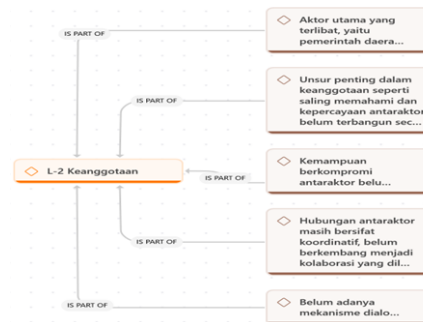 Aktor utama yang
terlibat, yaitu
pemerintah daera...
IS PART OF
Unsur penting dalam
keanggotaan seperti
saling memahami dan
kepercayaan antaraktor
belum terbangun sec...
IS PART OF
L-2 Keanggotaan
IS PART OF
Kemampuan
berkompromi
antaraktor belu...
Hubungan antaraktor
masih bersifat
koordinatif, belum
berkembang menjadi
kolaborasi yang dil...
IS PART OF
Belum adanya
mekanisme dialo...
IS PART OF